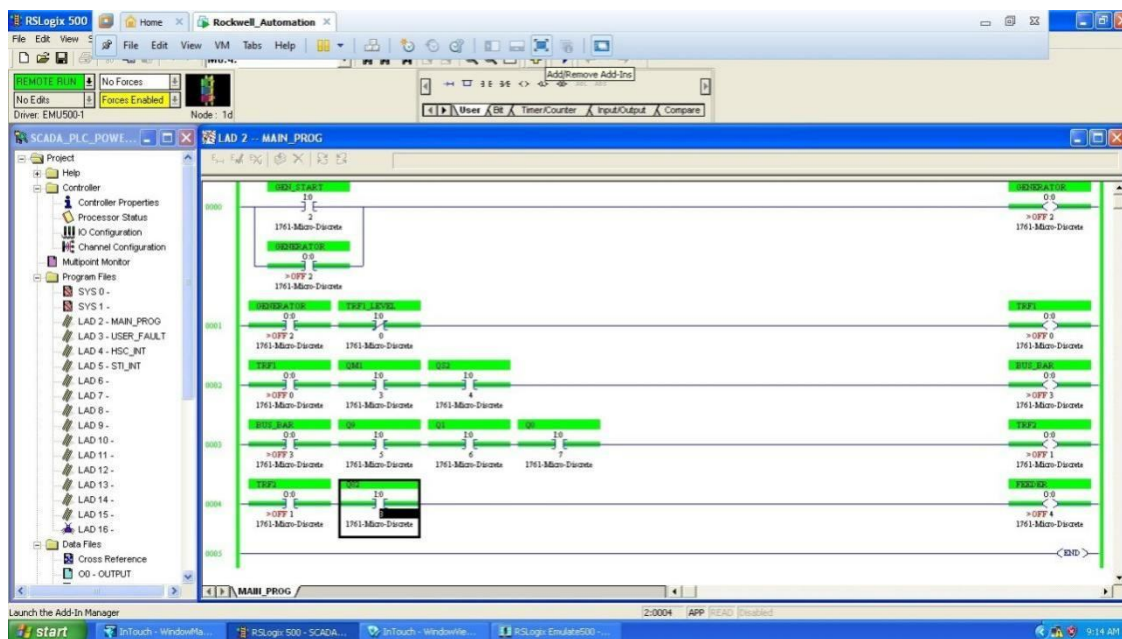 RSLogix 500
Home
Rockwell_Automation
File Edit View S
File Edit View VM Tabs Help
Add/Remove Add-Ins
REMOTE RUN
No Forces
No Edits
Forces Enabled
Driver: EMU500-1
Node : 1d
User
Bit
Timer/Counter
Input/Output
Compare
SCADA_PLC_POWE...
LAD 2 -- MAIN_PROG
Project
Help
Controller
Controller Properties
Processor Status
IO Configuration
Channel Configuration
Multipoint Monitor
Program Files
SYS 0 -
SYS 1 -
LAD 2 - MAIN_PROG
LAD 3 - USER_FAULT
LAD 4 - HSC_INT
LAD 5 - STI_INT
LAD 6 -
LAD 7 -
LAD 8 -
LAD 9 -
LAD 10 -
LAD 11 -
LAD 12 -
LAD 13 -
LAD 14 -
LAD 15 -
LAD 16 -
Data Files
Cross Reference
O0 - OUTPUT
GEN_START
GENERATOR
0000
I:0
O:0
2
>OFF 2
1761-Micro-Discrete
1761-Micro-Discrete
GENERATOR
O:0
>OFF 2
1761-Micro-Discrete
GENERATOR
TRF1_LEVEL
TRF1
0001
O:0
I:0
O:0
>OFF 2
0
>OFF 0
1761-Micro-Discrete
1761-Micro-Discrete
1761-Micro-Discrete
TRF1
QM1
QS2
BUS_BAR
0002
O:0
I:0
I:0
O:0
>OFF 0
3
4
>OFF 3
1761-Micro-Discrete
1761-Micro-Discrete
1761-Micro-Discrete
1761-Micro-Discrete
BUS_BAR
Q9
Q1
Q0
TRF2
0003
O:0
I:0
I:0
I:0
O:0
>OFF 3
5
6
7
>OFF 1
1761-Micro-Discrete
1761-Micro-Discrete
1761-Micro-Discrete
1761-Micro-Discrete
1761-Micro-Discrete
TRF2
FEEDER
0004
O:0
I:0
O:0
>OFF 1
>OFF 4
1761-Micro-Discrete
1761-Micro-Discrete
1761-Micro-Discrete
0005
END
MAIN_PROG
Launch the Add-In Manager
2:0004
APP
READ
Disabled
start
InTouch - WindowMa...
RSLogix 500 - SCADA...
InTouch - WindowVie...
RSLogix Emulate500 -...
9:14 AM